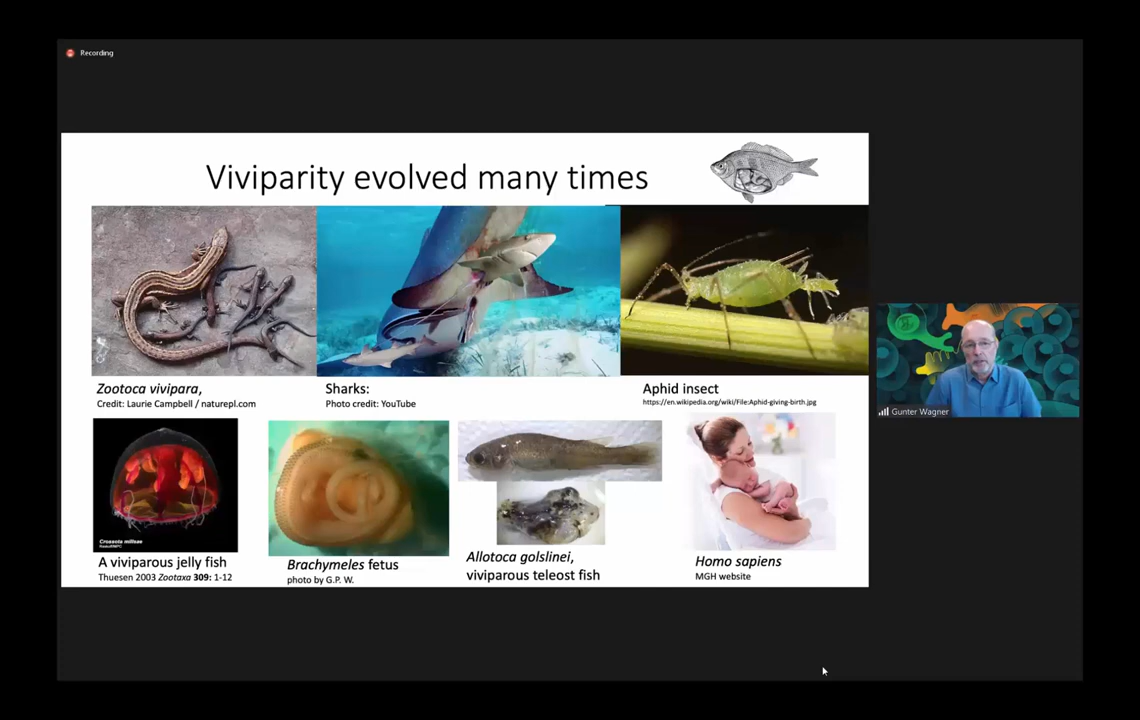 Recording
Viviparity evolved many times
Zootoca vivipara,
Credit: Laurie Campbell / naturepl.com
Sharks:
Photo credit: YouTube
Aphid insect
https://en.wikipedia.org/wiki/File:Aphid-giving-birth.jpg
Gunter Wagner
Crossota millsae
A viviparous jelly fish
Thuesen 2003 Zootaxa 309: 1-12
Brachymeles fetus
photo by G.P. W.
Allotoca golslinei,
viviparous teleost fish
Homo sapiens
MGH website